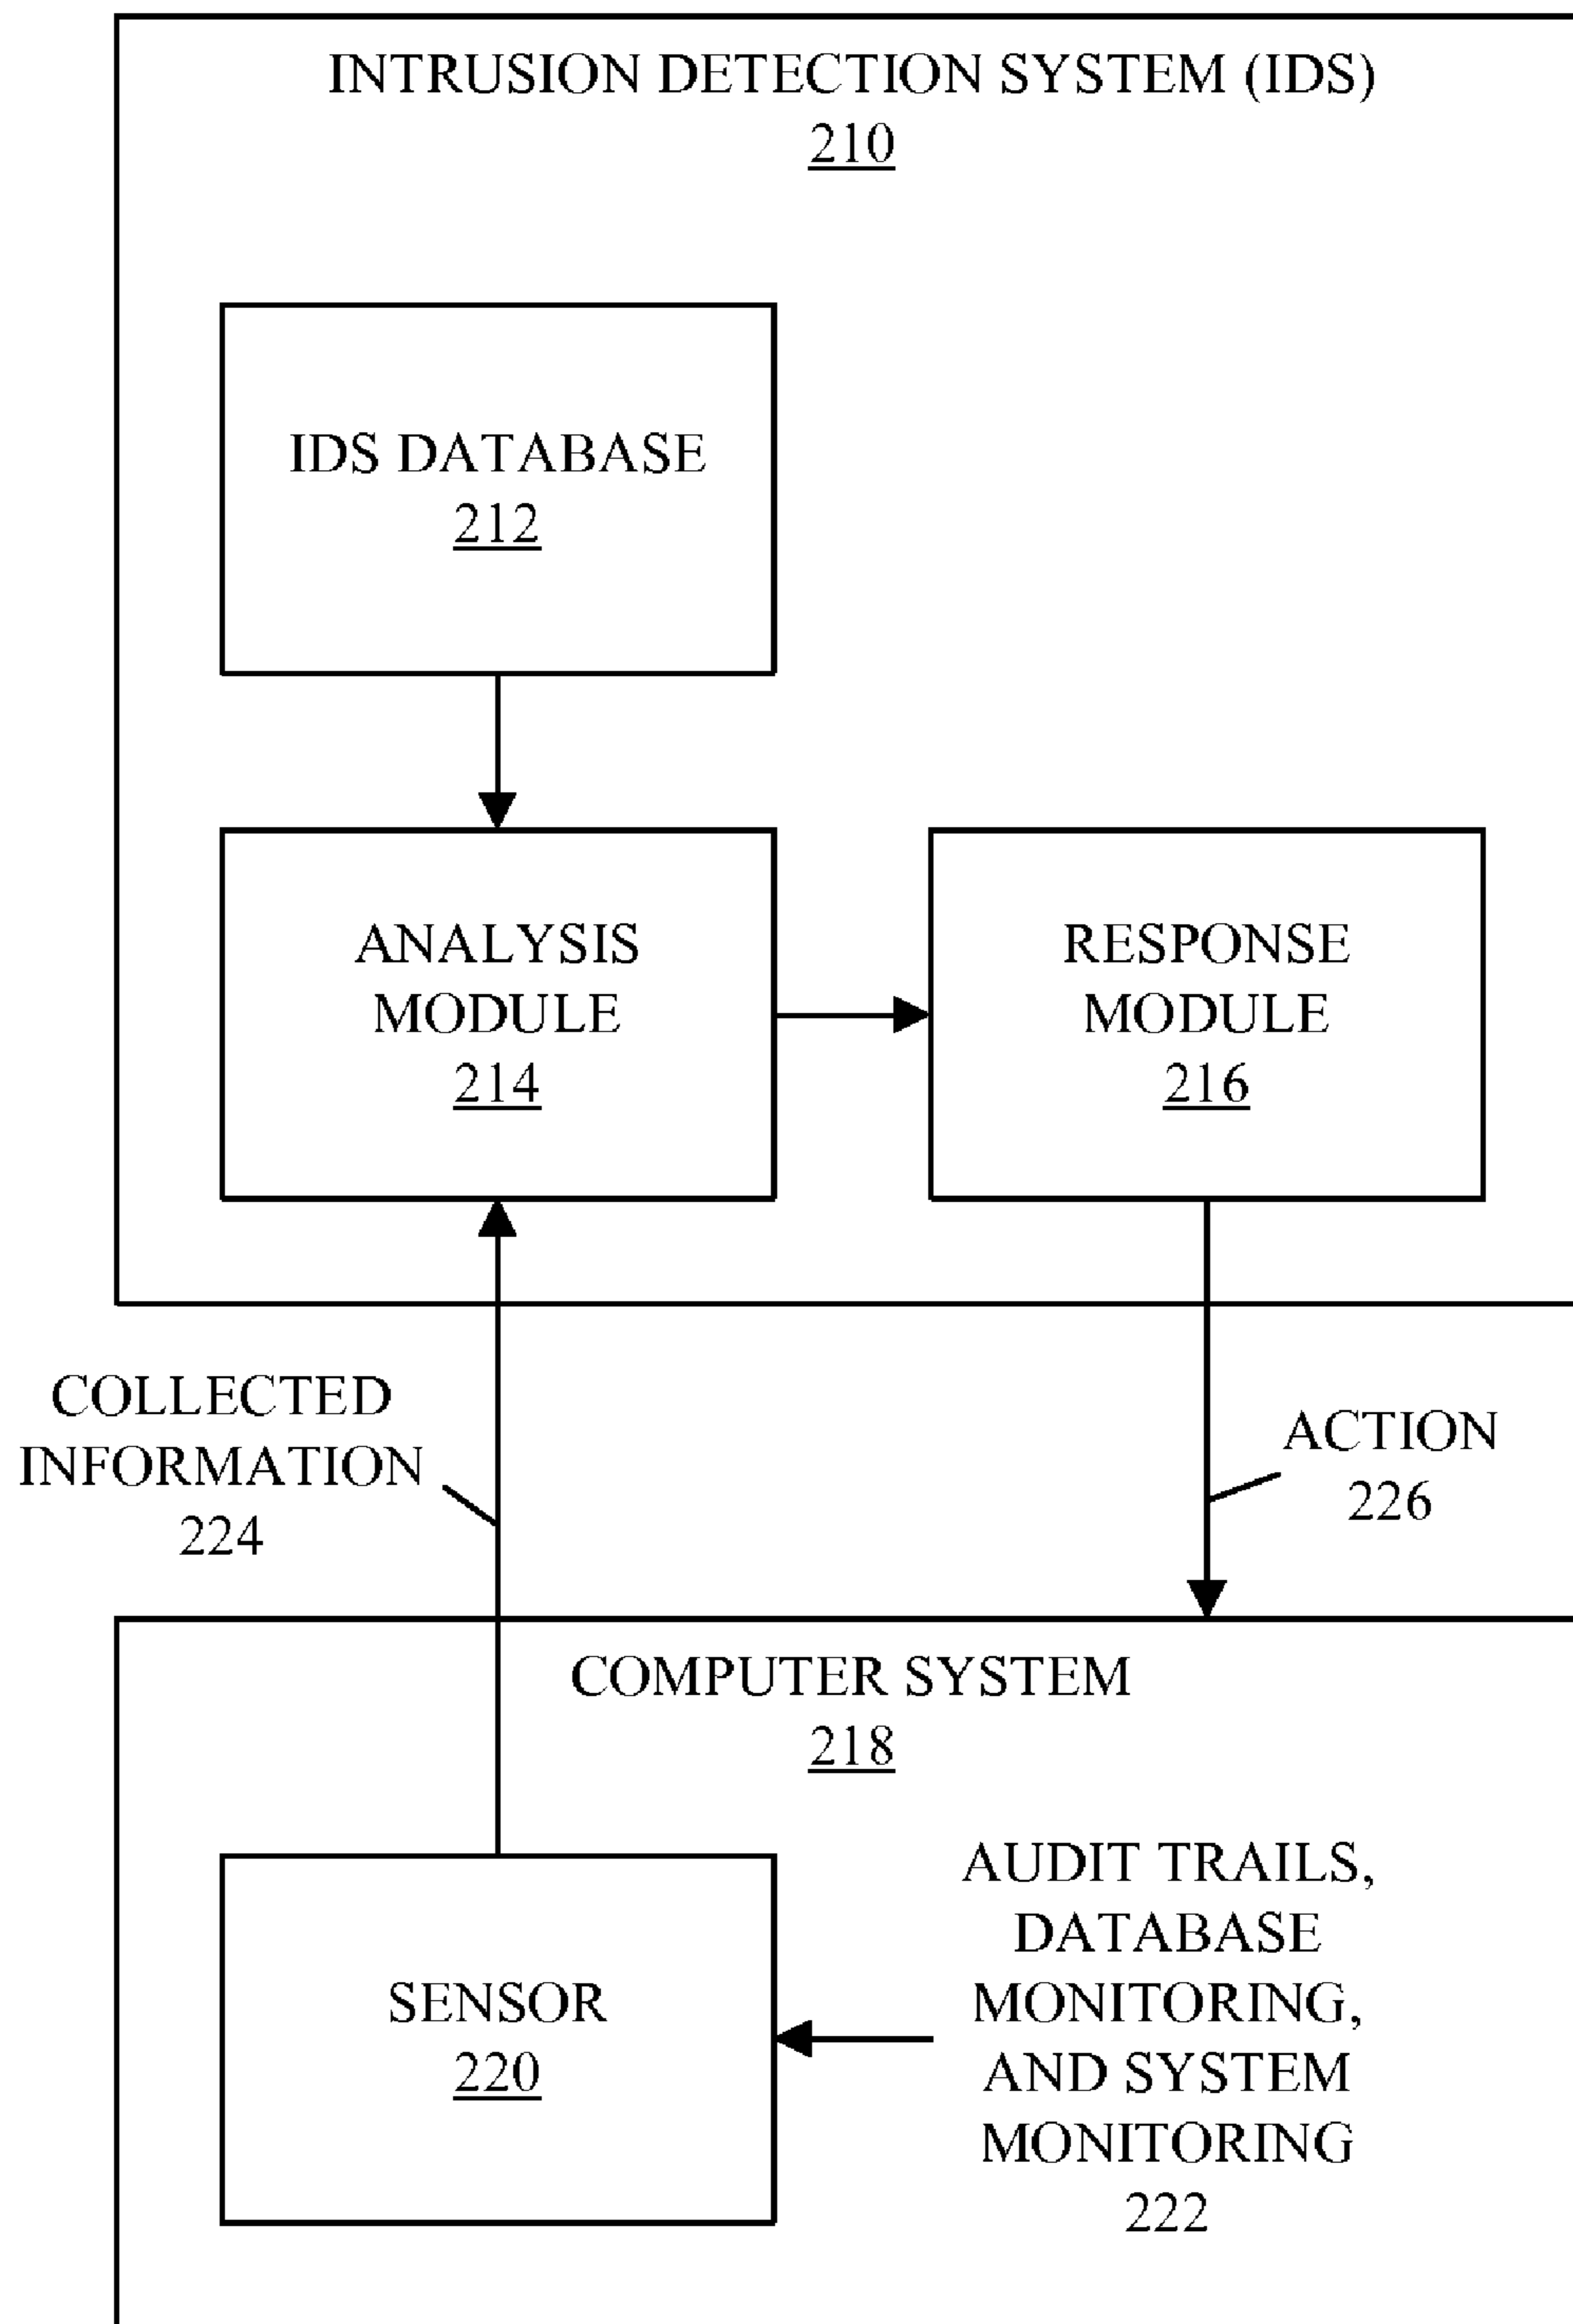 INTRUSION DETECTION SYSTEM (IDS)
210
IDS DATABASE
212
ANALYSIS
MODULE
214
RESPONSE
MODULE
216
COLLECTED
INFORMATION
224
ACTION
226
COMPUTER SYSTEM
218
SENSOR
220
AUDIT TRAILS,
DATABASE
MONITORING,
AND SYSTEM
MONITORING
222